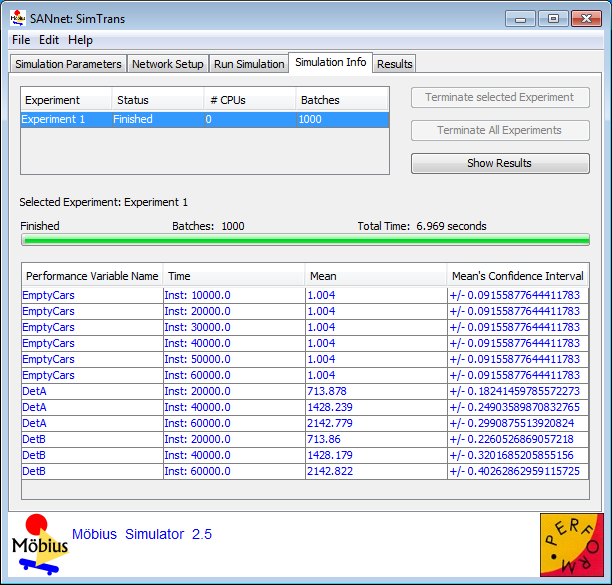 SANnet: SimTrans
File Edit Help
Simulation Parameters Network Setup Run Simulation Simulation Info Results
Experiment Status # CPUs Batches
Experiment 1 Finished 0 1000
Terminate selected Experiment
Terminate All Experiments
Show Results
Selected Experiment: Experiment 1
Finished Batches: 1000 Total Time: 6.969 seconds
Performance Variable Name Time Mean Mean's Confidence Interval
EmptyCars Inst: 10000.0 1.004 +/- 0.09155877644411783
EmptyCars Inst: 20000.0 1.004 +/- 0.09155877644411783
EmptyCars Inst: 30000.0 1.004 +/- 0.09155877644411783
EmptyCars Inst: 40000.0 1.004 +/- 0.09155877644411783
EmptyCars Inst: 50000.0 1.004 +/- 0.09155877644411783
EmptyCars Inst: 60000.0 1.004 +/- 0.09155877644411783
DetA Inst: 20000.0 713.878 +/- 0.18241459785572273
DetA Inst: 40000.0 1428.239 +/- 0.24903589870832765
DetA Inst: 60000.0 2142.779 +/- 0.2990875513920824
DetB Inst: 20000.0 713.86 +/- 0.2260526869057218
DetB Inst: 40000.0 1428.179 +/- 0.3201685205855156
DetB Inst: 60000.0 2142.822 +/- 0.40262862959115725
Möbius
Möbius Simulator 2.5
PERFORM